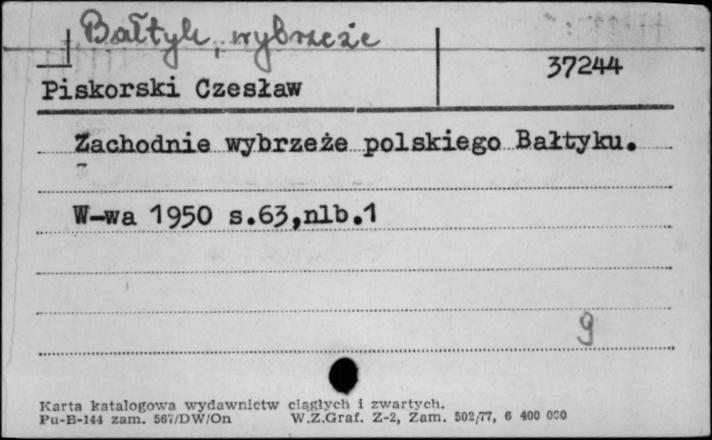 Bałtyk, wybrzeże
37244
Piskorski Czesław
Zachodnie wybrzeże polskiego Bałtyku.
W-wa 1950 s.63,nlb.1
9
Karta katalogowa wydawnictw ciągłych i zwartych.
Pu-B-144 zam. 567/DW/On W.Z.Graf. Z-2, Zam. 502/77, 6 400 000